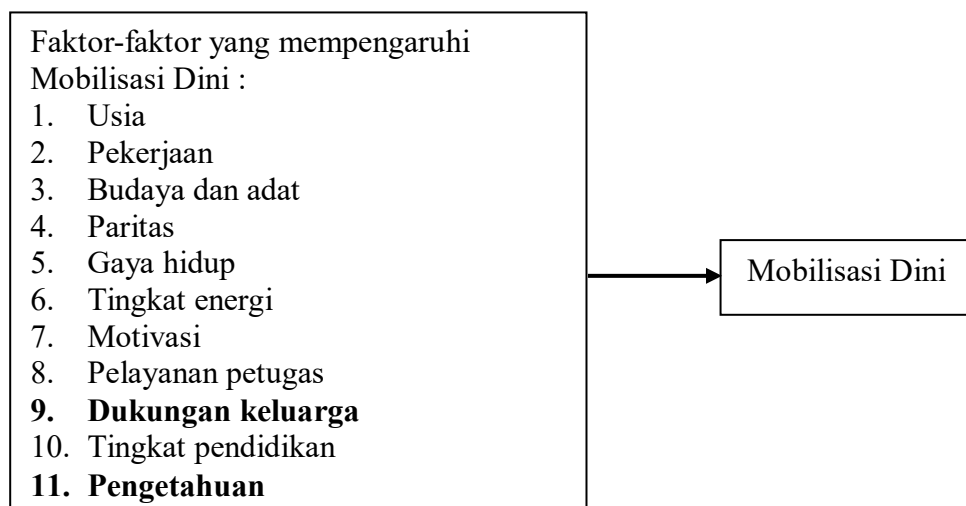 Faktor-faktor yang mempengaruhi
Mobilisasi Dini :
1. Usia
2. Pekerjaan
3. Budaya dan adat
4. Paritas
5. Gaya hidup
6. Tingkat energi
7. Motivasi
8. Pelayanan petugas
9. Dukungan keluarga
10. Tingkat pendidikan
11. Pengetahuan
Mobilisasi Dini